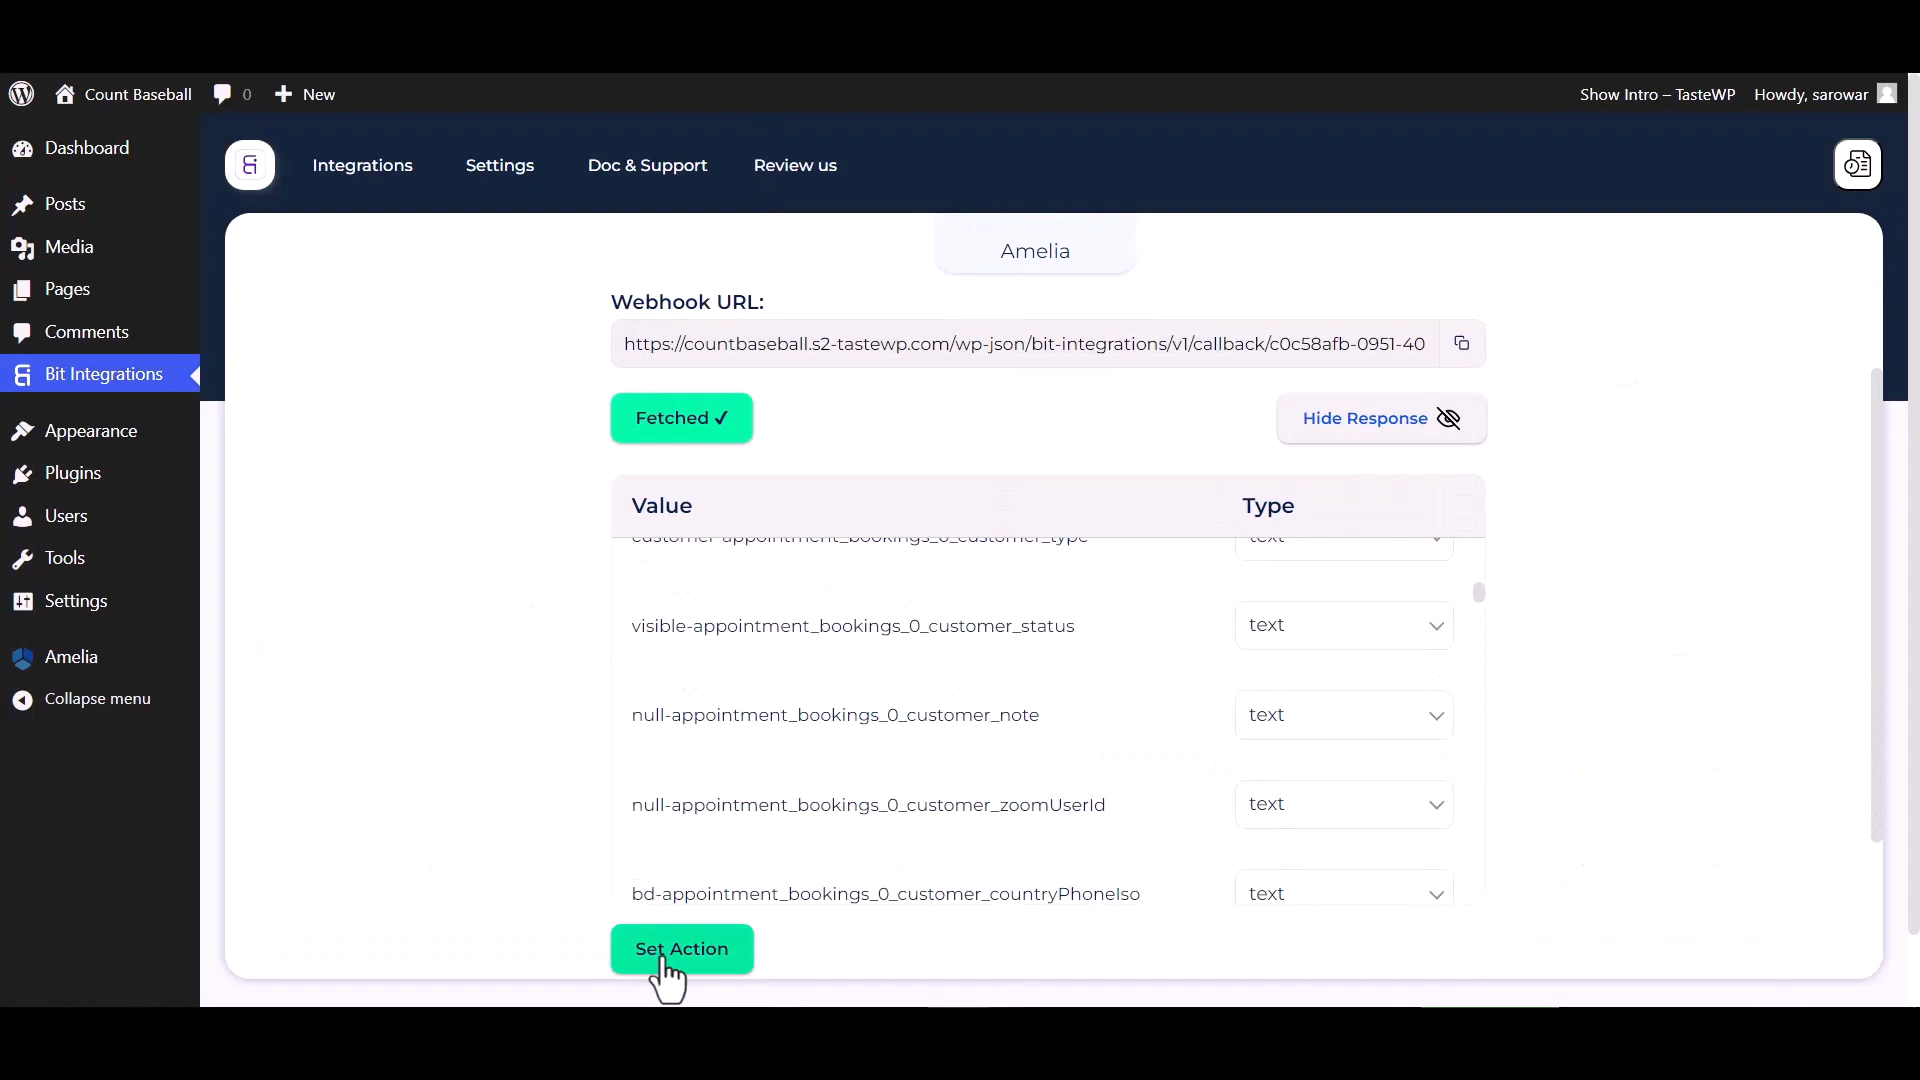 Count Baseball
0
New
Show Intro – TasteWP
Howdy, sarowar
Dashboard
Posts
Media
Pages
Comments
Bit Integrations
Appearance
Plugins
Users
Tools
Settings
Amelia
Collapse menu
Integrations
Settings
Doc & Support
Review us
Amelia
Webhook URL:
https://countbaseball.s2-tastewp.com/wp-json/bit-integrations/v1/callback/c0c58afb-0951-40
Fetched ✓
Hide Response
Value
Type
customer-appointment_bookings_0_customer_type
text
visible-appointment_bookings_0_customer_status
text
null-appointment_bookings_0_customer_note
text
null-appointment_bookings_0_customer_zoomUserId
text
bd-appointment_bookings_0_customer_countryPhoneIso
text
Set Action